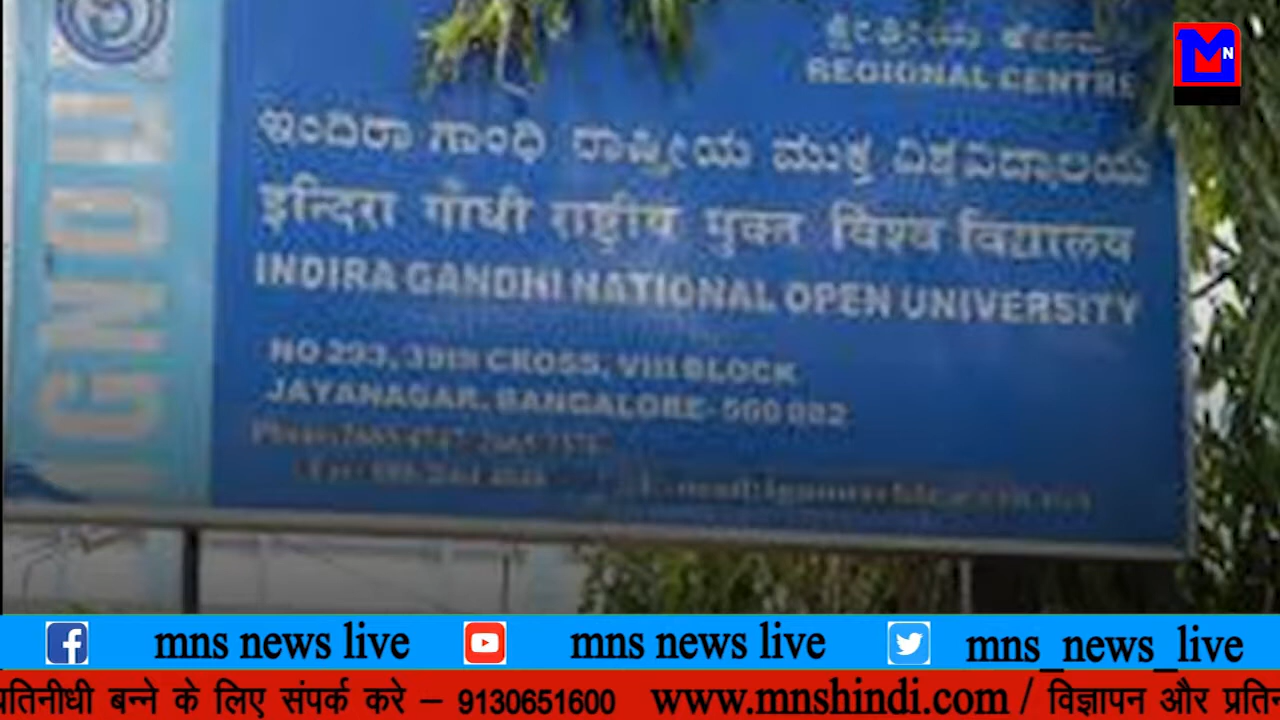 ಕ್ಷೇತ್ರೀಯ ಕೇಂದ್ರ
REGIONAL CENTRE
MN
IGNOU
ಇಂದಿರಾ ಗಾಂಧಿ ರಾಷ್ಟ್ರೀಯ ಮುಕ್ತ ವಿಶ್ವವಿದ್ಯಾಲಯ
इन्दिरा गाँधी राष्ट्रीय मुक्त विश्व विद्यालय
INDIRA GANDHI NATIONAL OPEN UNIVERSITY
NO 293, 39th CROSS, VIII BLOCK
JAYANAGAR, BANGALORE- 560 082
mns news live mns news live mns_news_live
प्रतिनीधी बन्ने के लिए संपर्क करे – 9130651600 www.mnshindi.com / विज्ञापन और